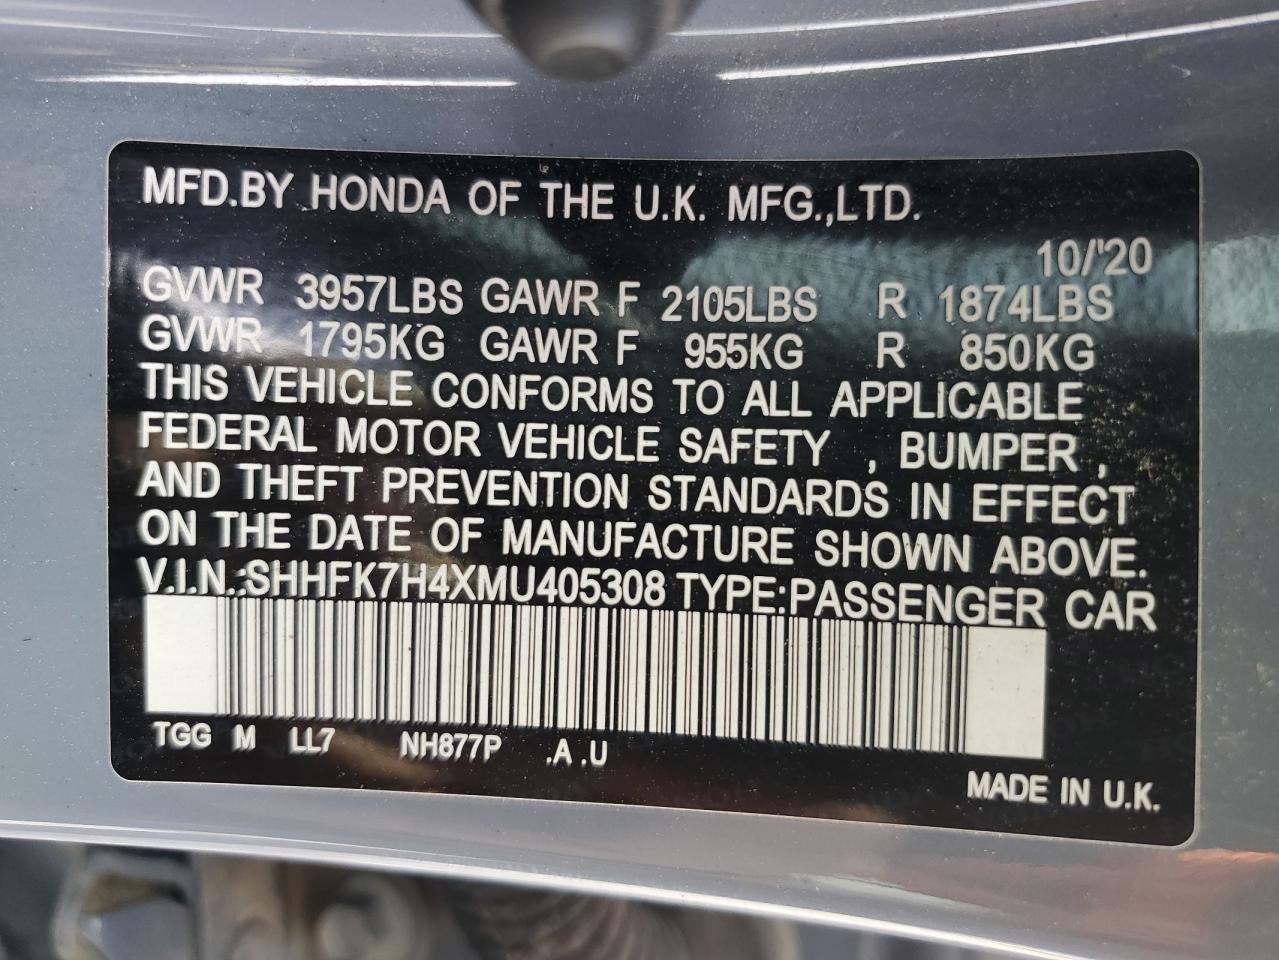 MFD.BY HONDA OF THE U.K. MFG.,LTD.
10/'20
GVWR 3957LBS GAWR F 2105LBS R 1874LBS
GVWR 1795KG GAWR F 955KG R 850KG
THIS VEHICLE CONFORMS TO ALL APPLICABLE
FEDERAL MOTOR VEHICLE SAFETY , BUMPER ,
AND THEFT PREVENTION STANDARDS IN EFFECT
ON THE DATE OF MANUFACTURE SHOWN ABOVE.
V.I.N.:SHHFK7H4XMU405308 TYPE:PASSENGER CAR
TGG M LL7 NH877P .A .U
MADE IN U.K.